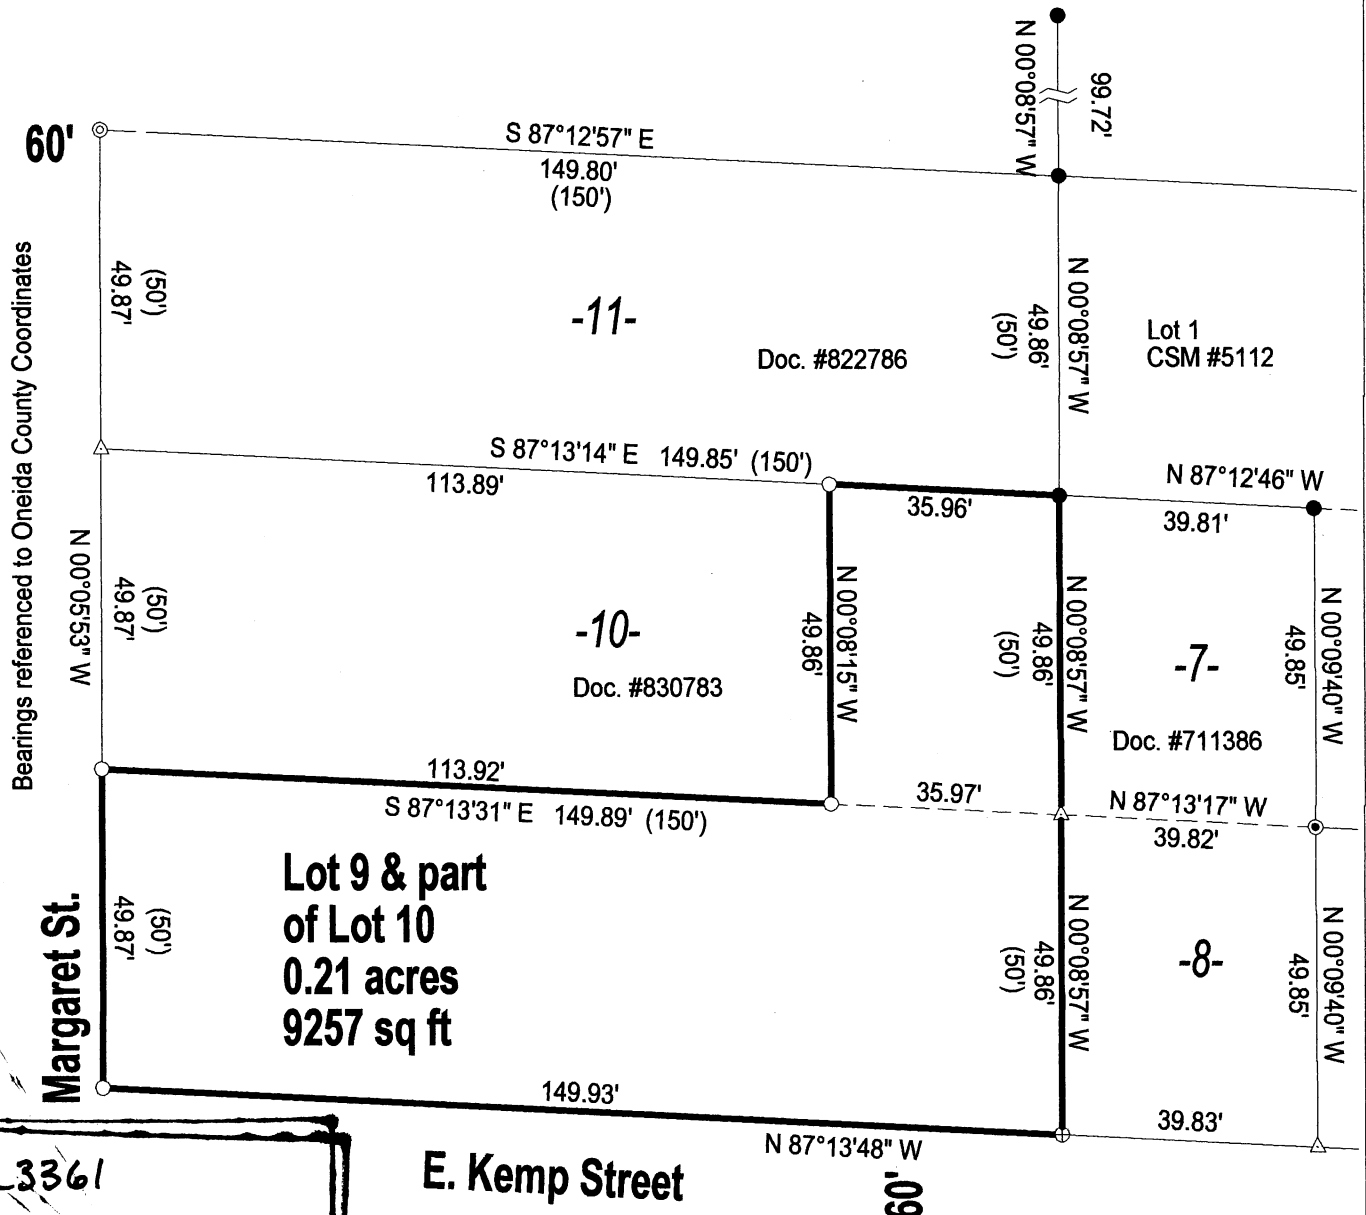 N 00°08'57" W
99.72'
60'
S 87°12'57" E
149.80'
(150')
Bearings referenced to Oneida County Coordinates
(50')
49.87'
-11-
Doc. #822786
N 00°08'57" W
49.86'
(50')
Lot 1
CSM #5112
S 87°13'14" E 149.85' (150')
113.89'
35.96'
N 87°12'46" W
39.81'
N 00°05'53" W
(50')
49.87'
-10-
Doc. #830783
N 00°08'15" W
49.86'
N 00°08'57" W
49.86'
(50')
-7-
Doc. #711386
N 00°09'40" W
49.85'
113.92'
S 87°13'31" E 149.89' (150')
35.97'
N 87°13'17" W
39.82'
Margaret St.
(50')
49.87'
Lot 9 & part
of Lot 10
0.21 acres
9257 sq ft
N 00°08'57" W
49.86'
(50')
-8-
N 00°09'40" W
49.85'
149.93'
N 87°13'48" W
39.83'
E. Kemp Street
60'
3361